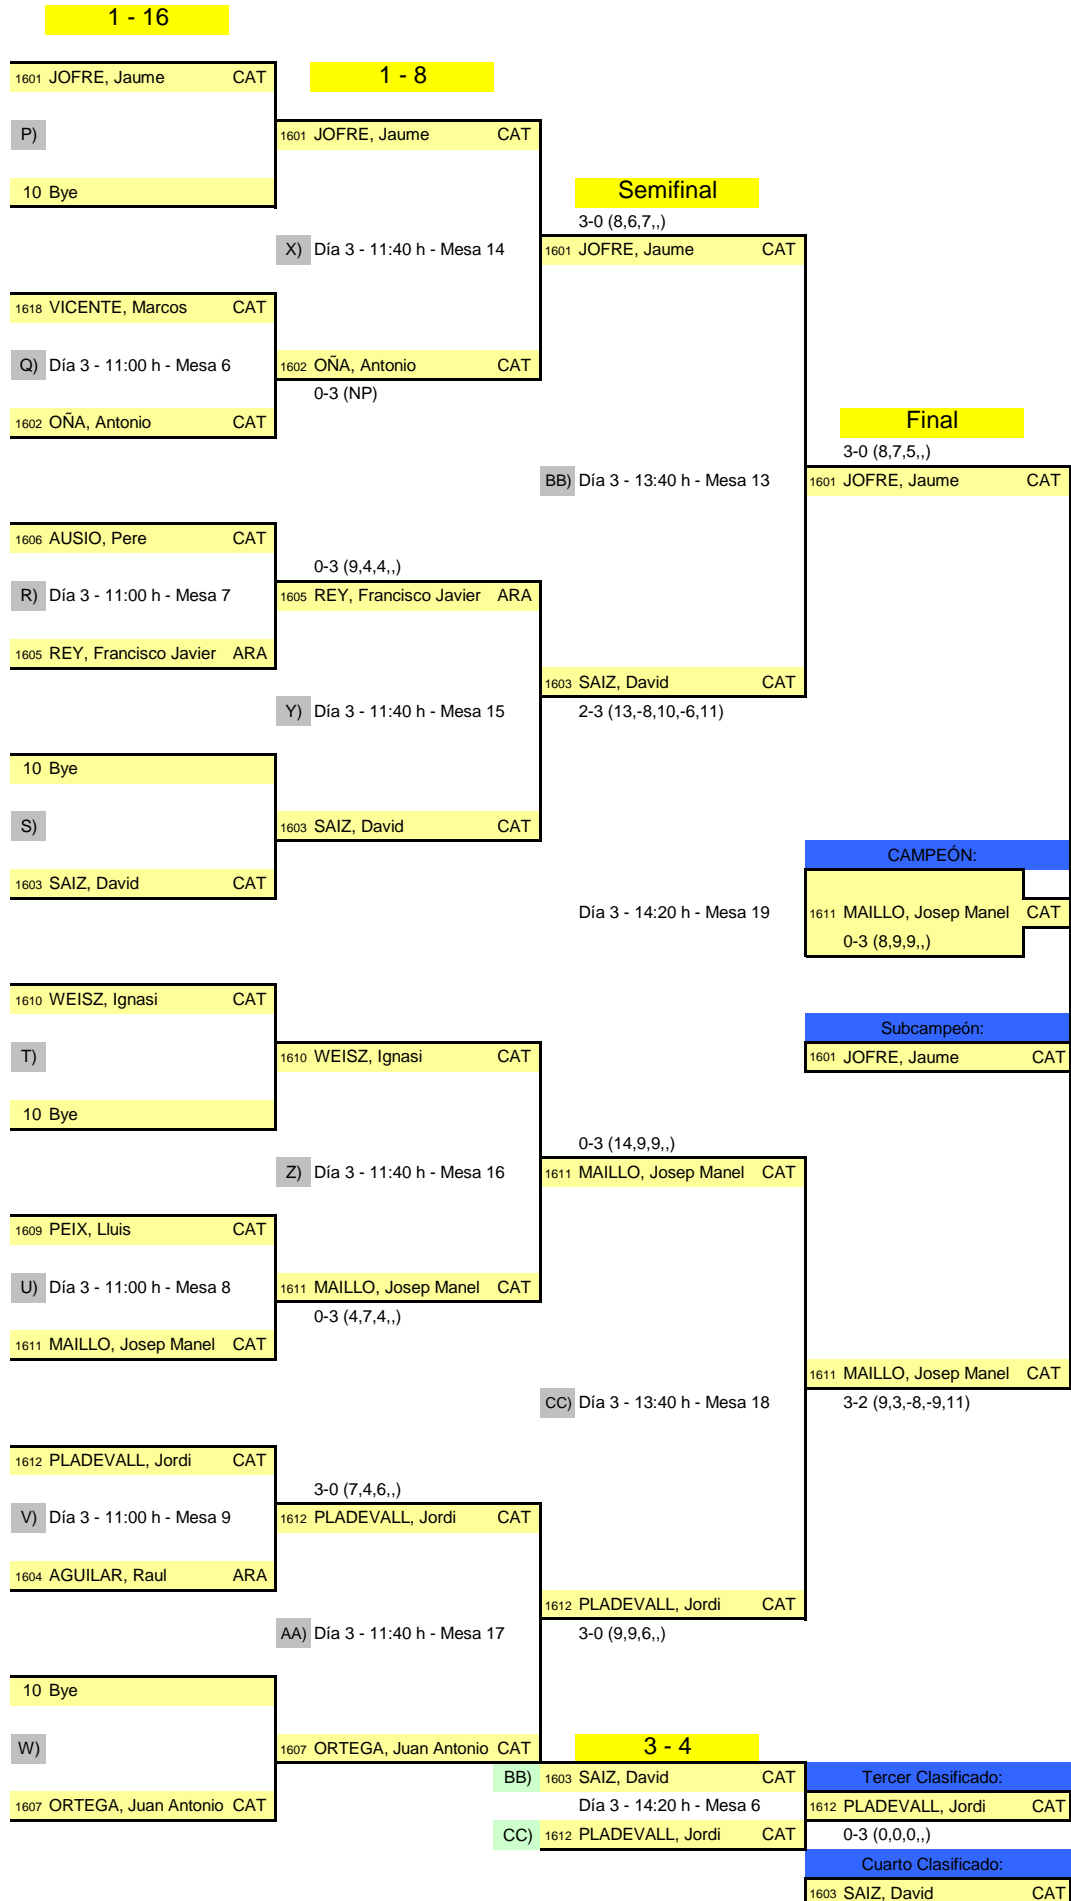 1 - 16
1601 JOFRE, Jaume CAT
1 - 8
P)
1601 JOFRE, Jaume CAT
10 Bye
Semifinal
3-0 (8,6,7,,)
X) Día 3 - 11:40 h - Mesa 14
1601 JOFRE, Jaume CAT
1618 VICENTE, Marcos CAT
Q) Día 3 - 11:00 h - Mesa 6
1602 OÑA, Antonio CAT
0-3 (NP)
1602 OÑA, Antonio CAT
Final
3-0 (8,7,5,,)
BB) Día 3 - 13:40 h - Mesa 13
1601 JOFRE, Jaume CAT
1606 AUSIO, Pere CAT
0-3 (9,4,4,,)
R) Día 3 - 11:00 h - Mesa 7
1605 REY, Francisco Javier ARA
1605 REY, Francisco Javier ARA
1603 SAIZ, David CAT
Y) Día 3 - 11:40 h - Mesa 15
2-3 (13,-8,10,-6,11)
10 Bye
S)
1603 SAIZ, David CAT
CAMPEÓN:
1603 SAIZ, David CAT
Día 3 - 14:20 h - Mesa 19
1611 MAILLO, Josep Manel CAT
0-3 (8,9,9,,)
1610 WEISZ, Ignasi CAT
Subcampeón:
T)
1610 WEISZ, Ignasi CAT
1601 JOFRE, Jaume CAT
10 Bye
0-3 (14,9,9,,)
Z) Día 3 - 11:40 h - Mesa 16
1611 MAILLO, Josep Manel CAT
1609 PEIX, Lluis CAT
U) Día 3 - 11:00 h - Mesa 8
1611 MAILLO, Josep Manel CAT
0-3 (4,7,4,,)
1611 MAILLO, Josep Manel CAT
1611 MAILLO, Josep Manel CAT
CC) Día 3 - 13:40 h - Mesa 18
3-2 (9,3,-8,-9,11)
1612 PLADEVALL, Jordi CAT
3-0 (7,4,6,,)
V) Día 3 - 11:00 h - Mesa 9
1612 PLADEVALL, Jordi CAT
1604 AGUILAR, Raul ARA
1612 PLADEVALL, Jordi CAT
AA) Día 3 - 11:40 h - Mesa 17
3-0 (9,9,6,,)
10 Bye
W)
1607 ORTEGA, Juan Antonio CAT
3 - 4
BB) 1603 SAIZ, David CAT
Tercer Clasificado:
1607 ORTEGA, Juan Antonio CAT
Día 3 - 14:20 h - Mesa 6
1612 PLADEVALL, Jordi CAT
CC) 1612 PLADEVALL, Jordi CAT
0-3 (0,0,0,,)
Cuarto Clasificado:
1603 SAIZ, David CAT